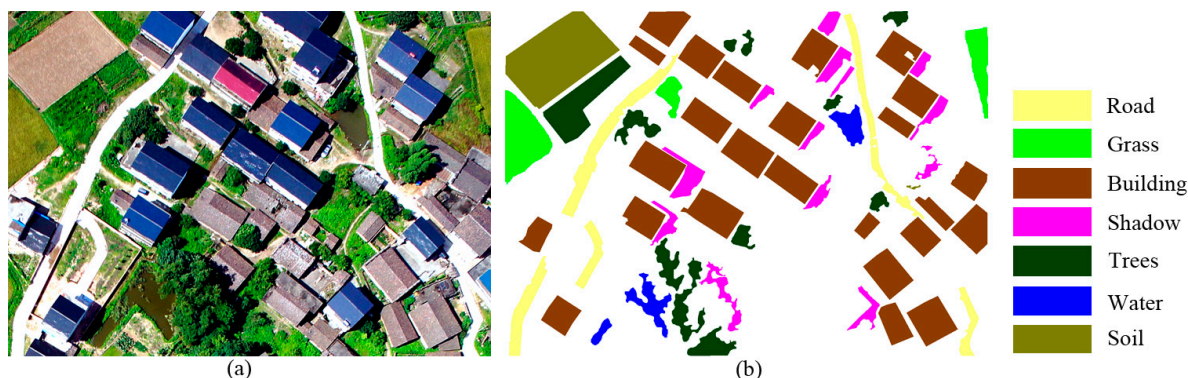 Road
Grass
Building
Shadow
Trees
Water
Soil
(a)
(b)